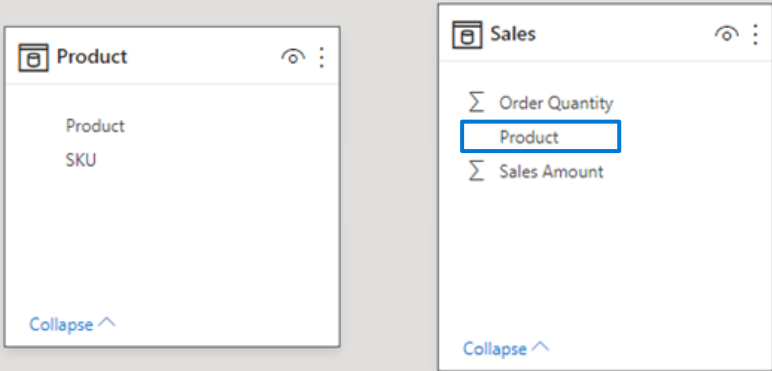 Product
Product
SKU
Collapse
Sales
Order Quantity
Product
Sales Amount
Collapse